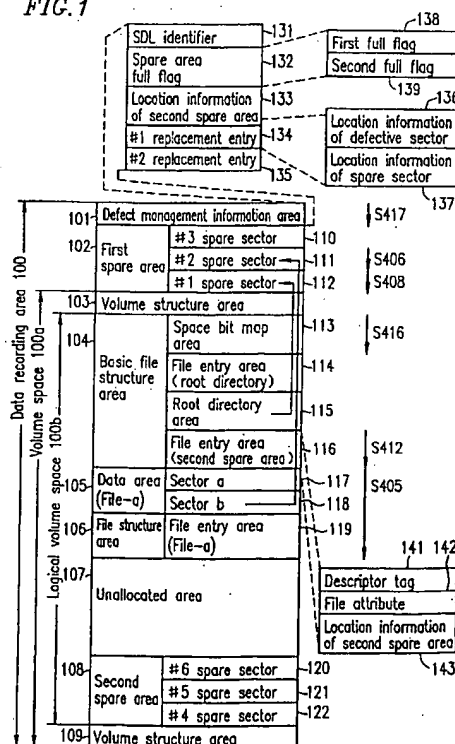 FIG. 1
SDL identifier
131
138
Spare area
full flag
132
First full flag
Second full flag
139
Location information
of second spare area
133
136
#1 replacement entry
134
#2 replacement entry
135
Location information
of defective sector
Location information
of spare sector
137
101
Defect management information area
S417
102
First
spare area
#3 spare sector
110
#2 spare sector
111
S406
#1 spare sector
112
S408
103
Volume structure area
104
Basic file
structure
area
Space bit map
area
113
S416
File entry area
(root directory)
114
Root directory
area
115
File entry area
(second spare area)
116
S412
105
Data area
(File-a)
Sector a
117
Sector b
118
S405
106
File structure
area
File entry area
(File-a)
119
107
Unallocated area
141
142
Descriptor tag
File attribute
Location information
of second spare area
143
108
Second
spare area
#6 spare sector
120
#5 spare sector
121
#4 spare sector
122
109
Volume structure area
Data recording area 100
Volume space 100a
Logical volume space 100b